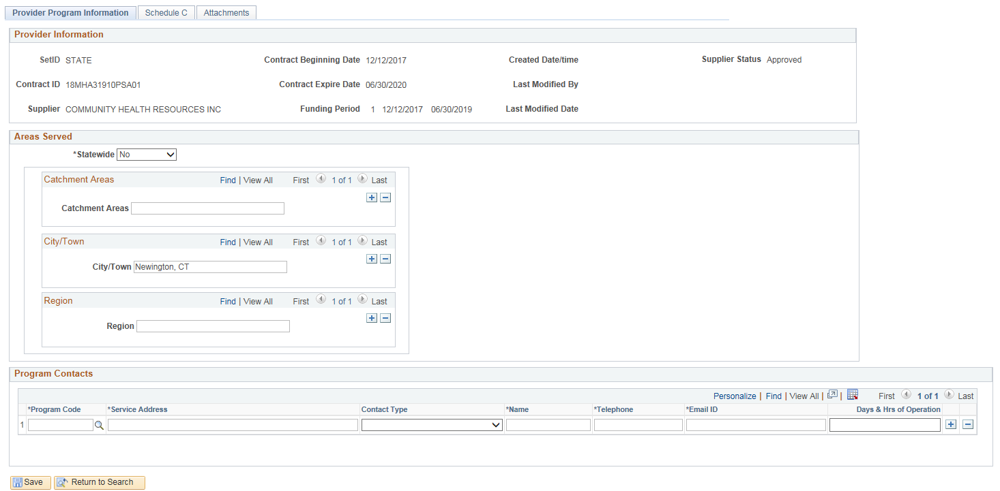 Provider Program Information Schedule C Attachments
Provider Information
SetID STATE Contract Beginning Date 12/12/2017 Created Date/time Supplier Status Approved
Contract ID 18MHA31910PSA01 Contract Expire Date 06/30/2020 Last Modified By
Supplier COMMUNITY HEALTH RESOURCES INC Funding Period 1 12/12/2017 06/30/2019 Last Modified Date
Areas Served
*Statewide No
Catchment Areas Find | View All First 1 of 1 Last
Catchment Areas
City/Town Find | View All First 1 of 1 Last
City/Town Newington, CT
Region Find | View All First 1 of 1 Last
Region
Program Contacts
Personalize | Find | View All | | First 1 of 1 Last
*Program Code *Service Address Contact Type *Name *Telephone *Email ID Days & Hrs of Operation
1
Save Return to Search